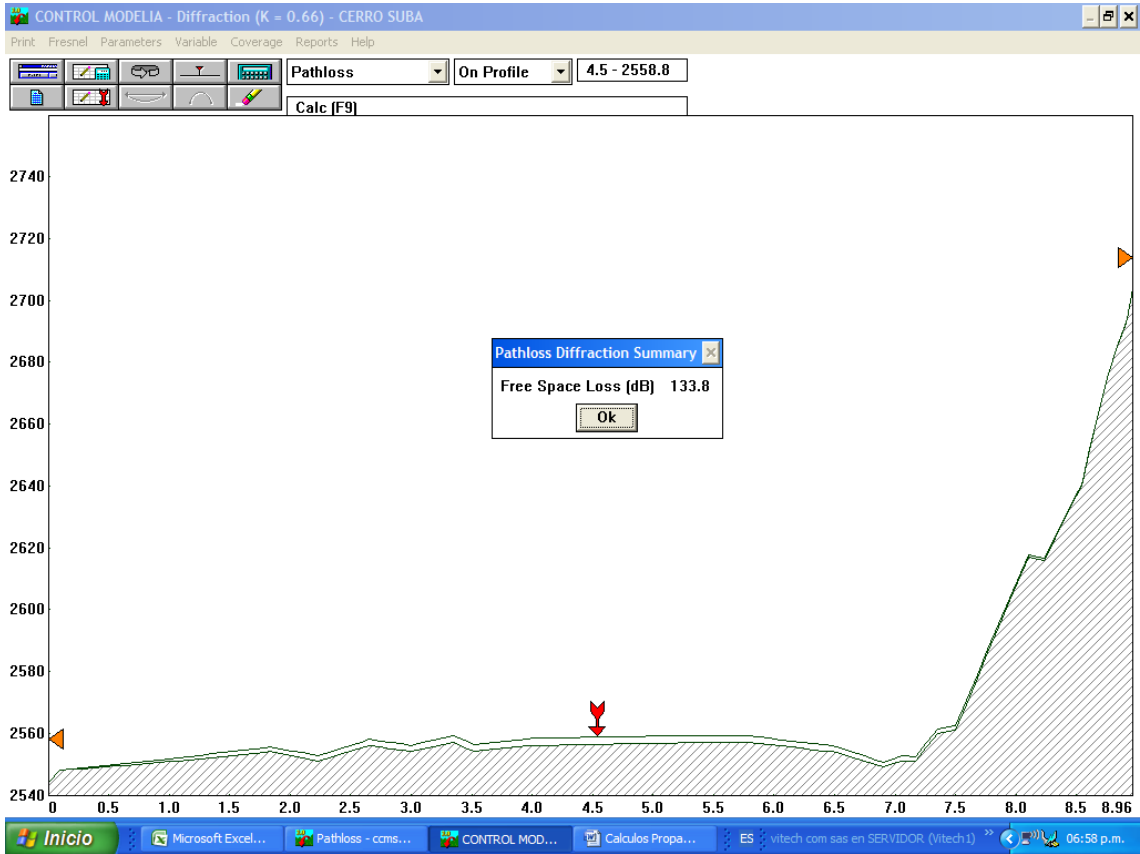 CONTROL MODELIA - Diffraction (K = 0.66) - CERRO SUBA
Print Fresnel Parameters Variable Coverage Reports Help
Pathloss On Profile 4.5 - 2558.8
Calc (F9)
2740
2720
2700
2680
2660
2640
2620
2600
2580
2560
2540
Pathloss Diffraction Summary
Free Space Loss (dB) 133.8
Ok
0 0.5 1.0 1.5 2.0 2.5 3.0 3.5 4.0 4.5 5.0 5.5 6.0 6.5 7.0 7.5 8.0 8.5 8.96
Inicio Microsoft Excel... Pathloss - ccms... CONTROL MOD... Calculos Propa... ES vitech com sas en SERVIDOR (Vitech1) » 06:58 p.m.